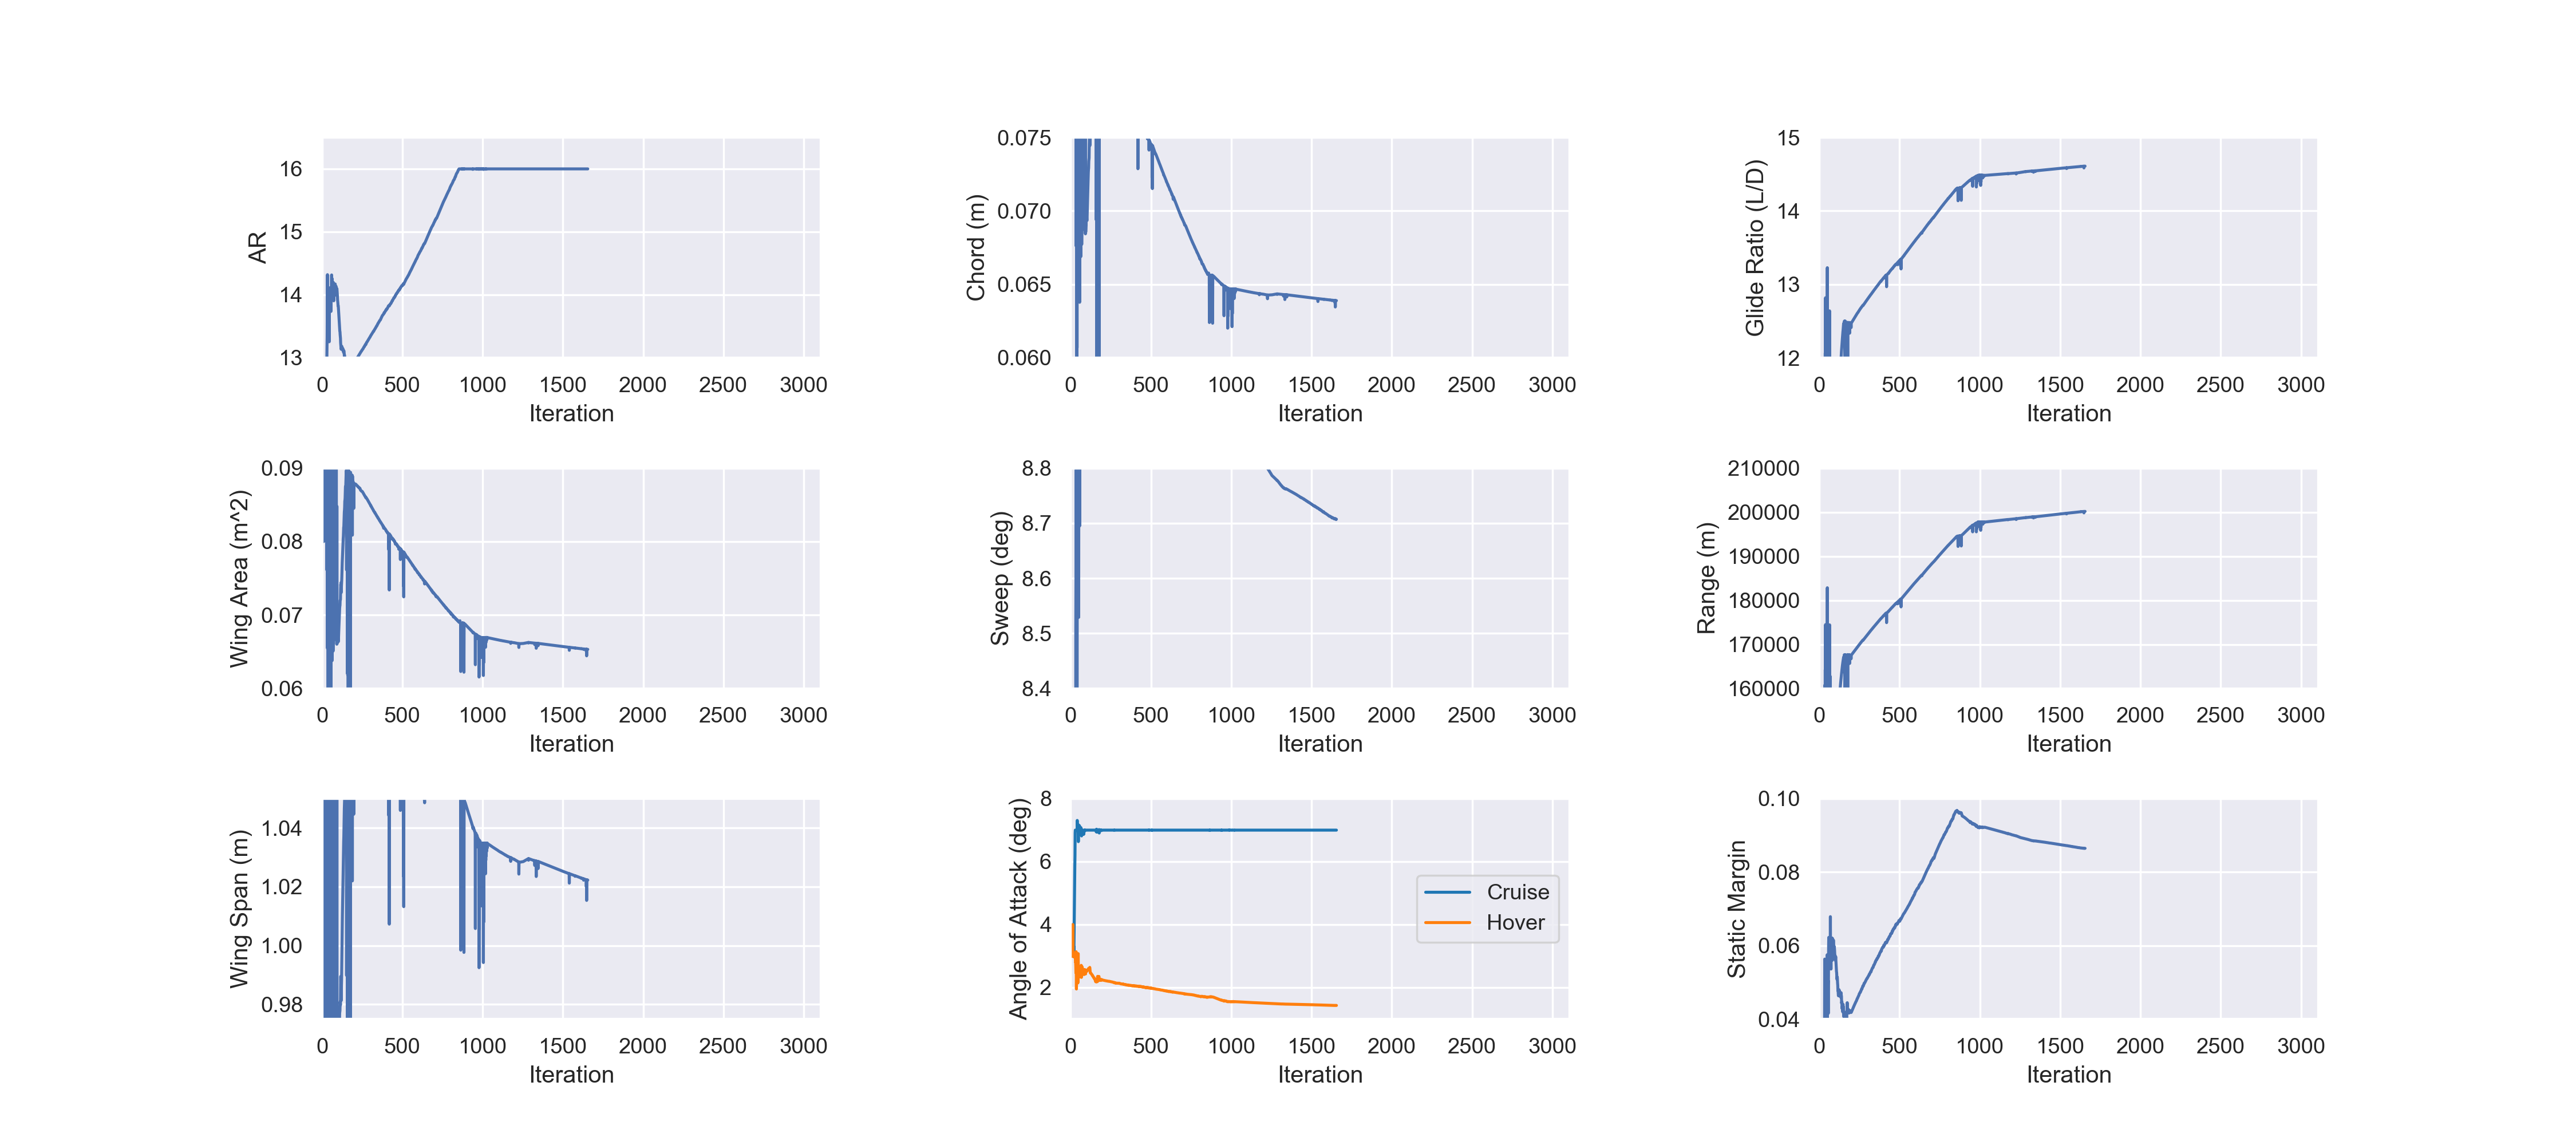 AR
16
15
14
13
0 500 1000 1500 2000 2500 3000
Iteration
Chord (m)
0.075
0.070
0.065
0.060
0 500 1000 1500 2000 2500 3000
Iteration
Glide Ratio (L/D)
15
14
13
12
0 500 1000 1500 2000 2500 3000
Iteration
Wing Area (m^2)
0.09
0.08
0.07
0.06
0 500 1000 1500 2000 2500 3000
Iteration
Sweep (deg)
8.8
8.7
8.6
8.5
8.4
0 500 1000 1500 2000 2500 3000
Iteration
Range (m)
210000
200000
190000
180000
170000
160000
0 500 1000 1500 2000 2500 3000
Iteration
Wing Span (m)
1.04
1.02
1.00
0.98
0 500 1000 1500 2000 2500 3000
Iteration
Angle of Attack (deg)
8
6
4
2
Cruise
Hover
0 500 1000 1500 2000 2500 3000
Iteration
Static Margin
0.10
0.08
0.06
0.04
0 500 1000 1500 2000 2500 3000
Iteration